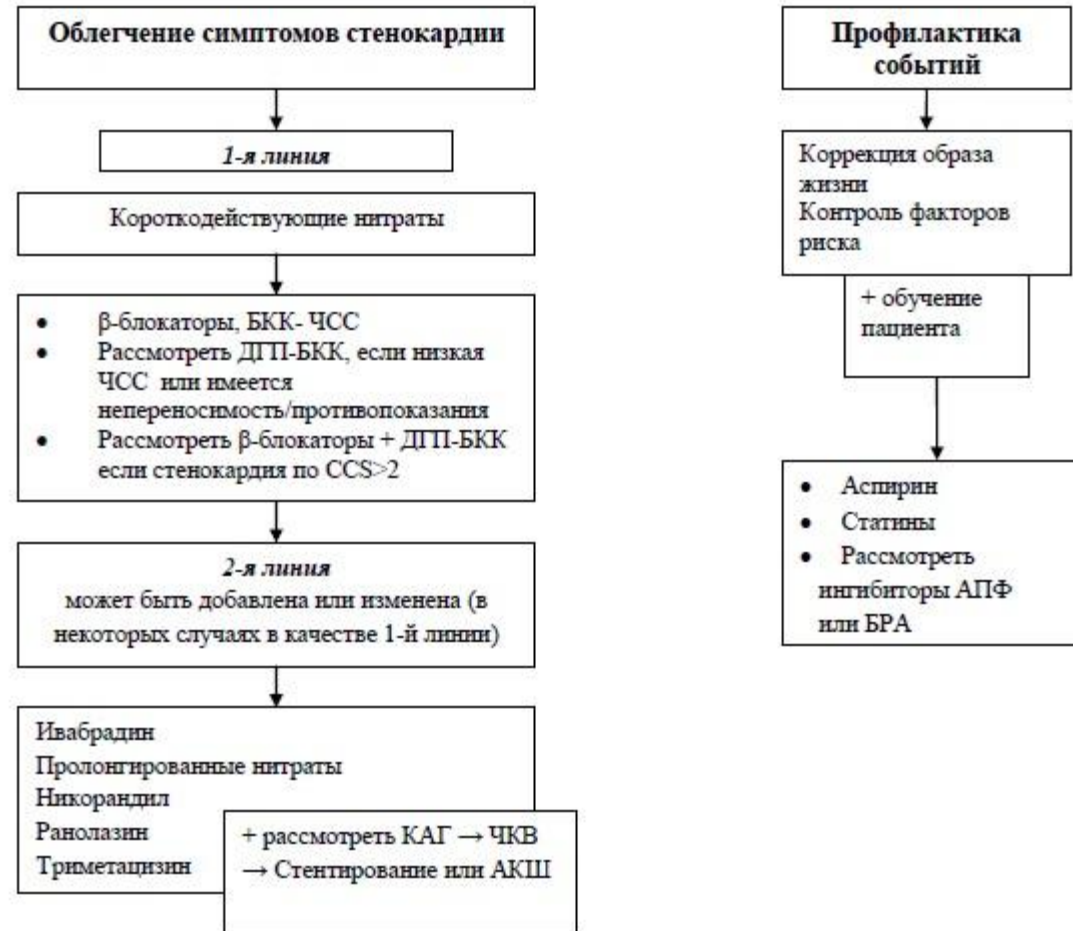 Облегчение симптомов стенокардии
1-я линия
Короткодействующие нитраты
• β-блокаторы, БКК- ЧСС
• Рассмотреть ДГП-БКК, если низкая
ЧСС или имеется
непереносимость/противопоказания
• Рассмотреть β-блокаторы + ДГП-БКК
если стенокардия по CCS>2
2-я линия
может быть добавлена или изменена (в
некоторых случаях в качестве 1-й линии)
Ивабрадин
Пролонгированные нитраты
Никорандил
Ранолазин
Триметацизин
+ рассмотреть КАГ → ЧКВ
→ Стентирование или АКШ
Профилактика
событий
Коррекция образа
жизни
Контроль факторов
риска
+ обучение
пациента
• Аспирин
• Статины
• Рассмотреть
ингибиторы АПФ
или БРА